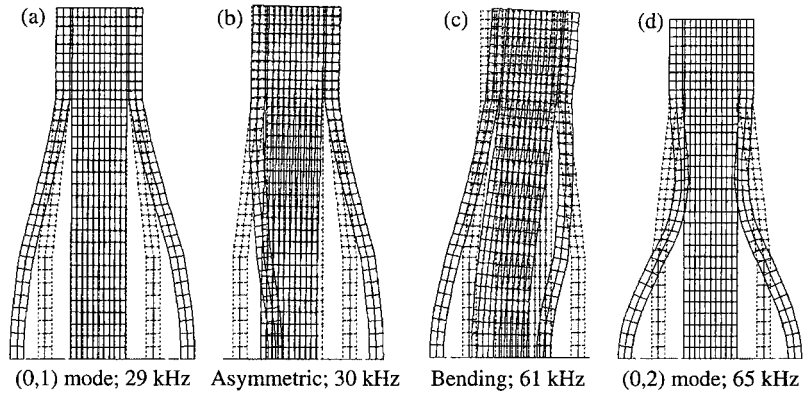 (a)
(b)
(c)
(d)
(0,1) mode; 29 kHz
Asymmetric; 30 kHz
Bending; 61 kHz
(0,2) mode; 65 kHz